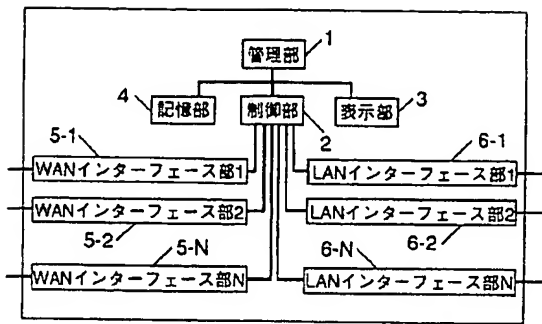 1
管理部
4
記憶部
制御部
表示部
3
2
5-1
6-1
WANインターフェース部1
LANインターフェース部1
WANインターフェース部2
LANインターフェース部2
5-2
6-2
5-N
6-N
WANインターフェース部N
LANインターフェース部N